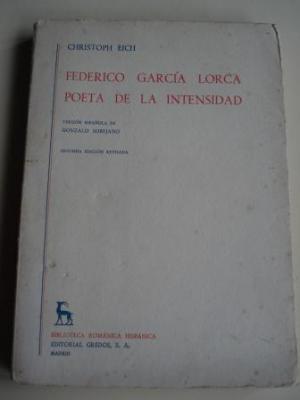 CHRISTOPH EICH
FEDERICO GARCÍA LORCA
POETA DE LA INTENSIDAD
VERSIÓN ESPAÑOLA DE
GONZALO SOBEJANO
SEGUNDA EDICIÓN REVISADA
BIBLIOTECA ROMÁNICA HISPÁNICA
EDITORIAL GREDOS, S. A.
MADRID